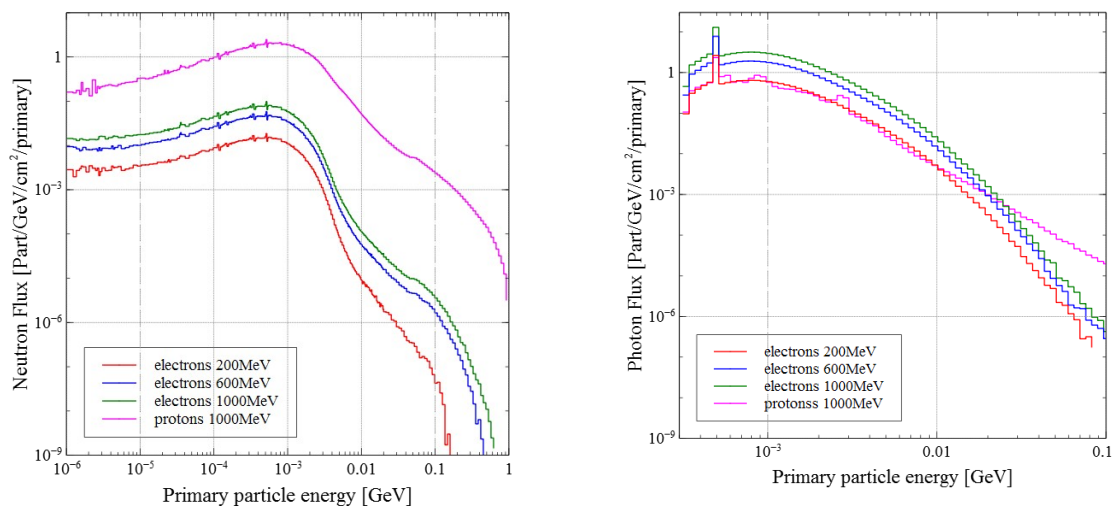 Neutron Flux [Part/GeV/cm²/primary]
1
10⁻³
10⁻⁶
10⁻⁹
electrons 200MeV
electrons 600MeV
electrons 1000MeV
protons 1000MeV
10⁻⁶ 10⁻⁵ 10⁻⁴ 10⁻³ 0.01 0.1 1
Primary particle energy [GeV]
Photon Flux [Part/GeV/cm²/primary]
1
10⁻³
10⁻⁶
10⁻⁹
electrons 200MeV
electrons 600MeV
electrons 1000MeV
protonss 1000MeV
10⁻³ 0.01 0.1
Primary particle energy [GeV]